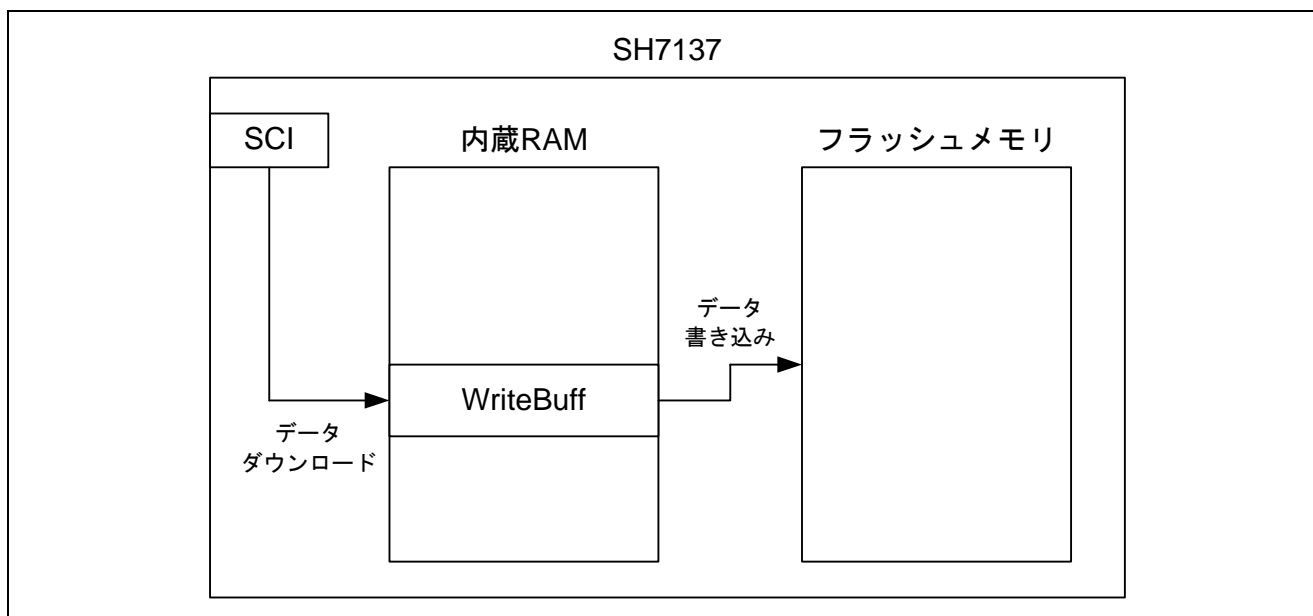 SH7137
SCI
内蔵RAM
フラッシュメモリ
データ
書き込み
WriteBuff
データ
ダウンロード